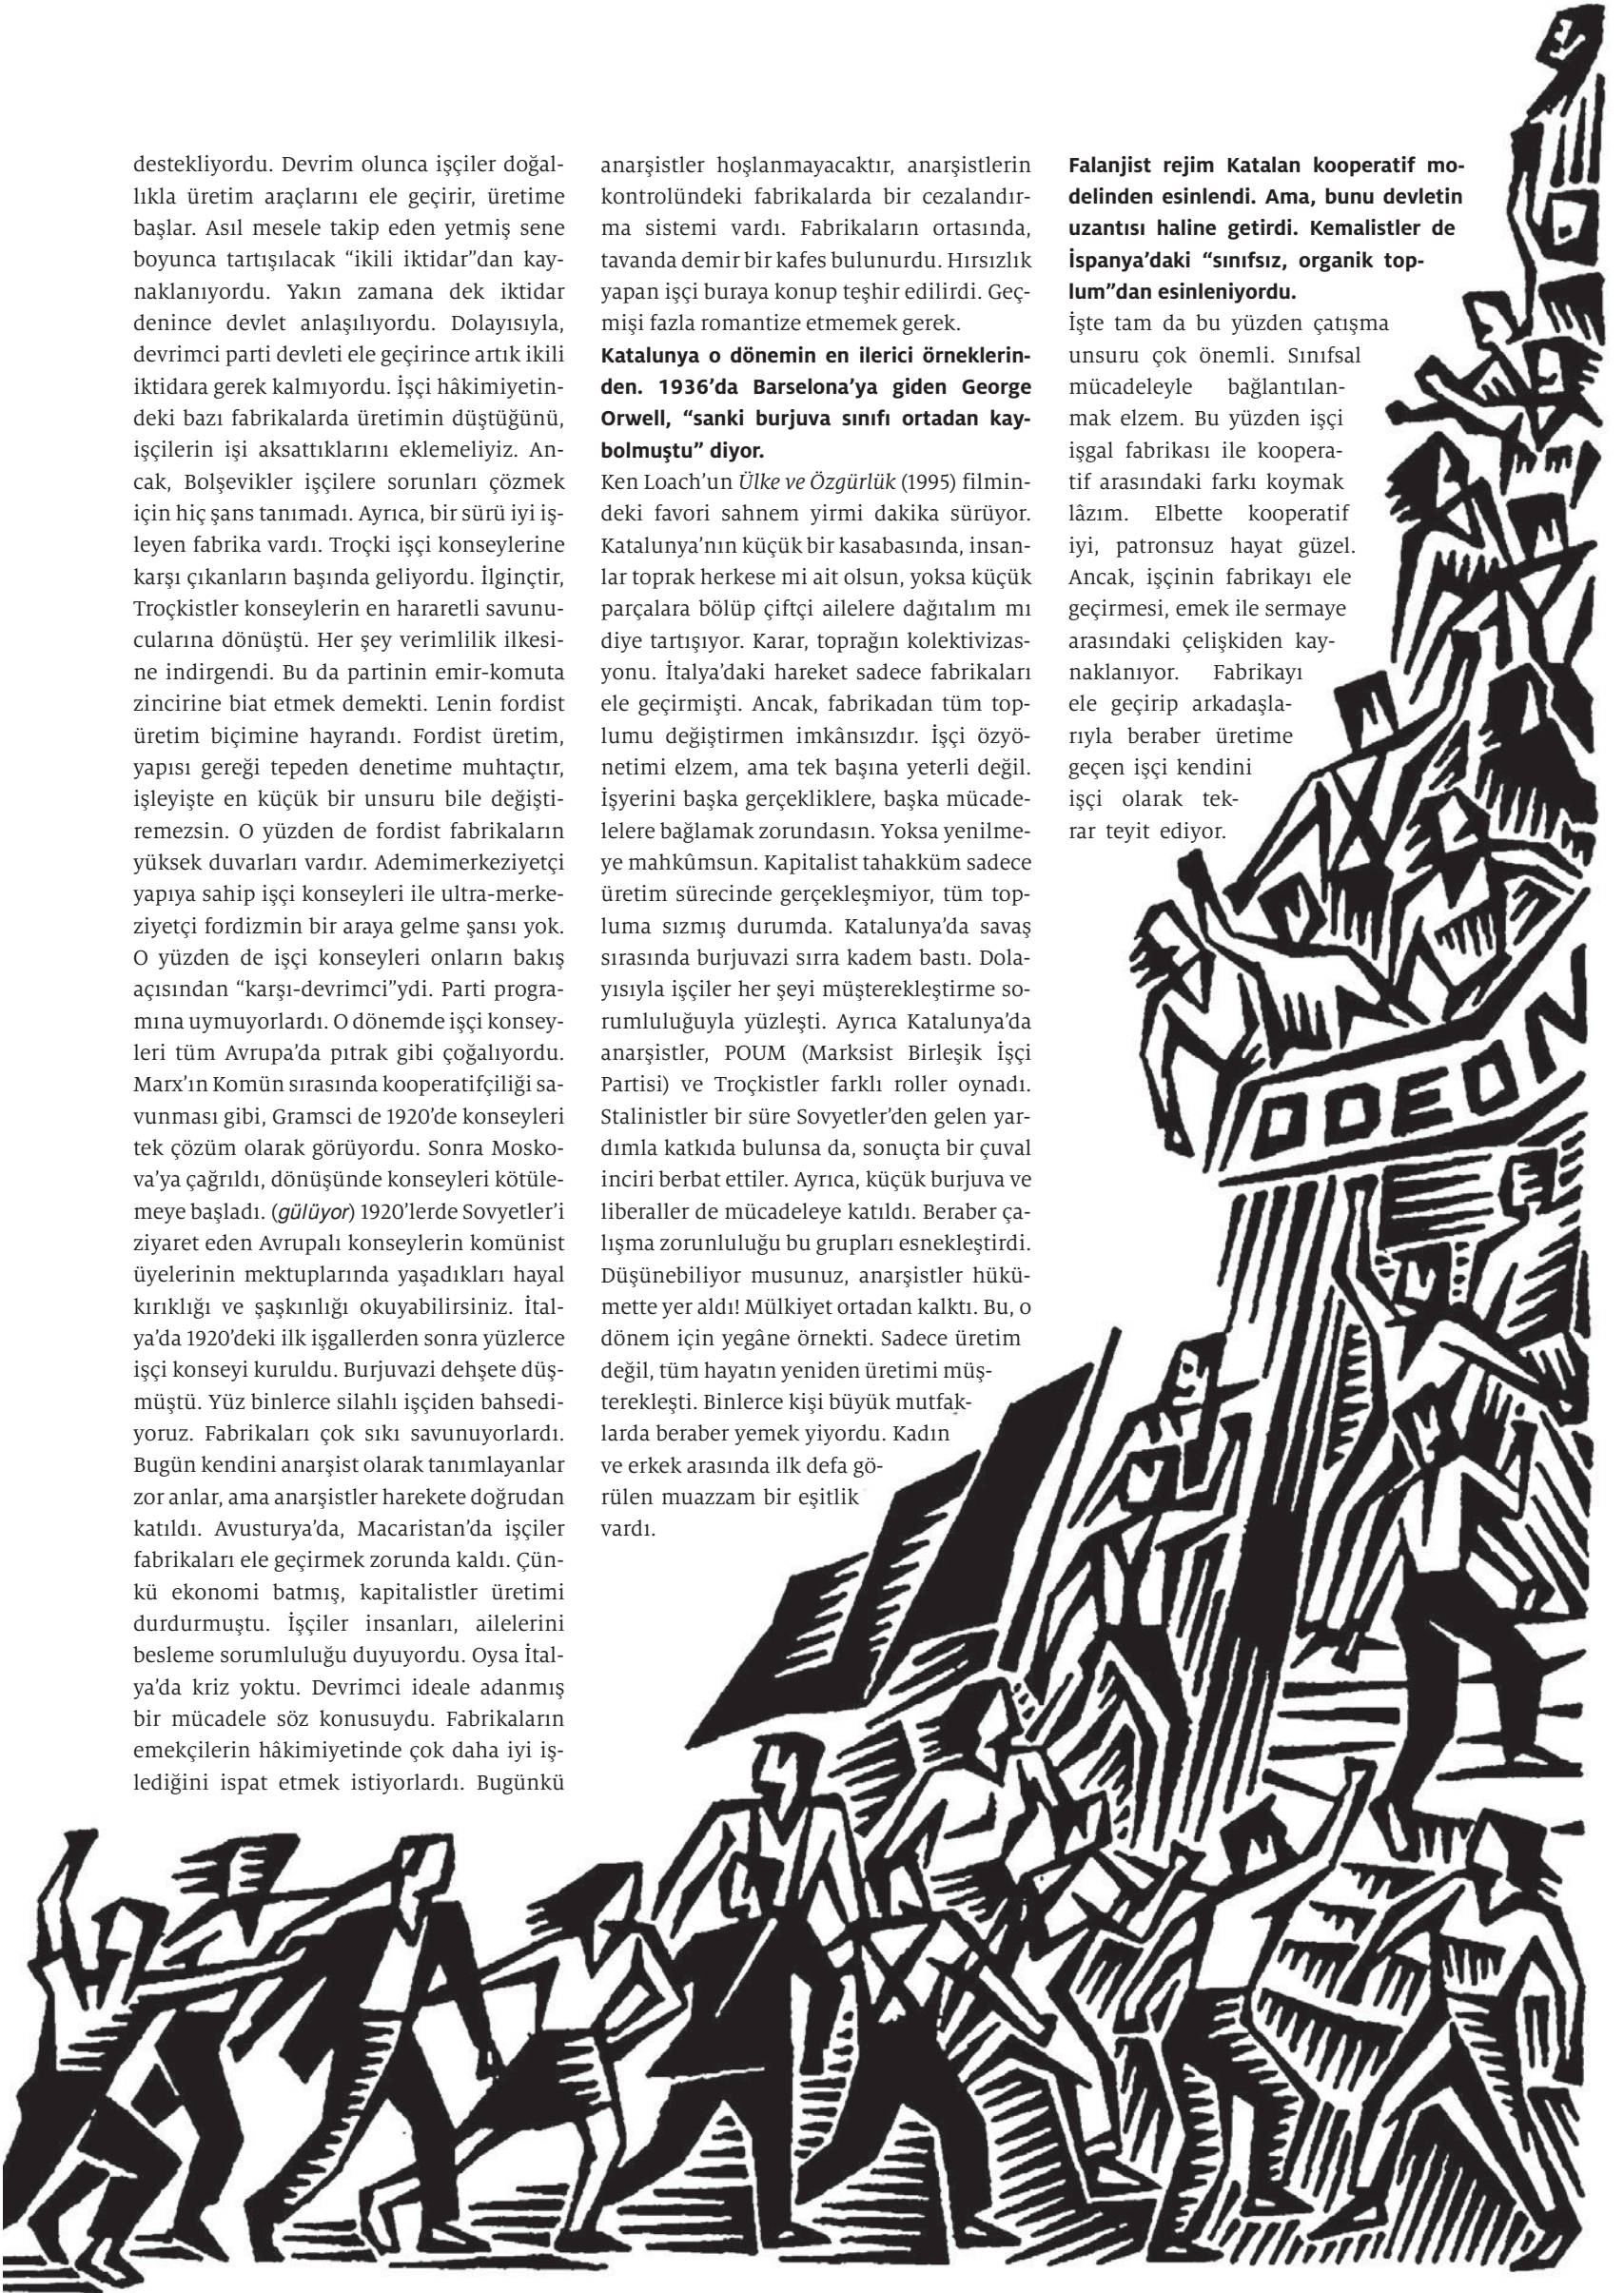 destekliyordu. Devrim olunca işçiler doğal-
lıkla üretim araçlarını ele geçirir, üretime
başlar. Asıl mesele takip eden yetmiş sene
boyunca tartışılacak “ikili iktidar”dan kay-
naklanıyordu. Yakın zamana dek iktidar
denince devlet anlaşılıyordu. Dolayısıyla,
devrimci parti devleti ele geçirince artık ikili
iktidara gerek kalmıyordu. İşçi hâkimiyetin-
deki bazı fabrikalarda üretimin düştüğünü,
işçilerin işi aksattıklarını eklemeliyiz. An-
cak, Bolşevikler işçilere sorunları çözmek
için hiç şans tanımadı. Ayrıca, bir sürü iyi iş-
leyen fabrika vardı. Troçki işçi konseylerine
karşı çıkanların başında geliyordu. İlginçtir,
Troçkistler konseylerin en hararetli savunu-
cularına dönüştü. Her şey verimlilik ilkesi-
ne indirgendi. Bu da partinin emir-komuta
zincirine biat etmek demekti. Lenin fordist
üretim biçimine hayrandı. Fordist üretim,
yapısı gereği tepeden denetime muhtaçtır,
işleyişte en küçük bir unsuru bile değişti-
remezsin. O yüzden de fordist fabrikaların
yüksek duvarları vardır. Ademimerkeziyetçi
yapıya sahip işçi konseyleri ile ultra-merke-
ziyetçi fordizmin bir araya gelme şansı yok.
O yüzden de işçi konseyleri onların bakış
açısından “karşı-devrimci”ydi. Parti progra-
mına uymuyorlardı. O dönemde işçi konsey-
leri tüm Avrupa’da pıtrak gibi çoğalıyordu.
Marx’ın Komün sırasında kooperatifçiliği sa-
vunması gibi, Gramsci de 1920’de konseyleri
tek çözüm olarak görüyordu. Sonra Mosko-
va’ya çağrıldı, dönüşünde konseyleri kötüle-
meye başladı. (gülüyor) 1920’lerde Sovyetler’i
ziyaret eden Avrupalı konseylerin komünist
üyelerinin mektuplarında yaşadıkları hayal
kırıklığı ve şaşkınlığı okuyabilirsiniz. İtal-
ya’da 1920’deki ilk işgallerden sonra yüzlerce
işçi konseyi kuruldu. Burjuvazi dehşete düş-
müştü. Yüz binlerce silahlı işçiden bahsedi-
yoruz. Fabrikaları çok sıkı savunuyorlardı.
Bugün kendini anarşist olarak tanımlayanlar
zor anlar, ama anarşistler harekete doğrudan
katıldı. Avusturya’da, Macaristan’da işçiler
fabrikaları ele geçirmek zorunda kaldı. Çün-
kü ekonomi batmış, kapitalistler üretimi
durdurmuştu. İşçiler insanları, ailelerini
besleme sorumluluğu duyuyordu. Oysa İtal-
ya’da kriz yoktu. Devrimci ideale adanmış
bir mücadele söz konusuydu. Fabrikaların
emekçilerin hâkimiyetinde çok daha iyi iş-
lediğini ispat etmek istiyorlardı. Bugünkü
anarşistler hoşlanmayacaktır, anarşistlerin
kontrolündeki fabrikalarda bir cezalandır-
ma sistemi vardı. Fabrikaların ortasında,
tavanda demir bir kafes bulunurdu. Hırsızlık
yapan işçi buraya konup teşhir edilirdi. Geç-
mişi fazla romantize etmemek gerek.
Katalunya o dönemin en ilerici örneklerin-
den. 1936’da Barselona’ya giden George
Orwell, “sanki burjuva sınıfı ortadan kay-
bolmuştu” diyor.
Ken Loach’un Ülke ve Özgürlük (1995) filmin-
deki favori sahnem yirmi dakika sürüyor.
Katalunya’nın küçük bir kasabasında, insan-
lar toprak herkese mi ait olsun, yoksa küçük
parçalara bölüp çiftçi ailelere dağıtalım mı
diye tartışıyor. Karar, toprağın kolektivizas-
yonu. İtalya’daki hareket sadece fabrikaları
ele geçirmişti. Ancak, fabrikadan tüm top-
lumu değiştirmen imkânsızdır. İşçi özyö-
netimi elzem, ama tek başına yeterli değil.
İşyerini başka gerçekliklere, başka mücade-
lelere bağlamak zorundasın. Yoksa yenilme-
ye mahkûmsun. Kapitalist tahakküm sadece
üretim sürecinde gerçekleşmiyor, tüm top-
luma sızmış durumda. Katalunya’da savaş
sırasında burjuvazi sırra kadem bastı. Dola-
yısıyla işçiler her şeyi müşterekleştirme so-
rumluluğuyla yüzleşti. Ayrıca Katalunya’da
anarşistler, POUM (Marksist Birleşik İşçi
Partisi) ve Troçkistler farklı roller oynadı.
Stalinistler bir süre Sovyetler’den gelen yar-
dımla katkıda bulunsa da, sonuçta bir çuval
inciri berbat ettiler. Ayrıca, küçük burjuva ve
liberaller de mücadeleye katıldı. Beraber ça-
lışma zorunluluğu bu grupları esnekleştirdi.
Düşünebiliyor musunuz, anarşistler hükü-
mette yer aldı! Mülkiyet ortadan kalktı. Bu, o
dönem için yegâne örnekti. Sadece üretim
değil, tüm hayatın yeniden üretimi müş-
terekleşti. Binlerce kişi büyük mutfak-
larda beraber yemek yiyordu. Kadın
ve erkek arasında ilk defa gö-
rülen muazzam bir eşitlik
vardı.
Falanjist rejim Katalan kooperatif mo-
delinden esinlendi. Ama, bunu devletin
uzantısı haline getirdi. Kemalistler de
İspanya’daki “sınıfsız, organik top-
lum”dan esinleniyordu.
İşte tam da bu yüzden çatışma
unsuru çok önemli. Sınıfsal
mücadeleyle bağlantılan-
mak elzem. Bu yüzden işçi
işgal fabrikası ile koopera-
tif arasındaki farkı koymak
lâzım. Elbette kooperatif
iyi, patronsuz hayat güzel.
Ancak, işçinin fabrikayı ele
geçirmesi, emek ile sermaye
arasındaki çelişkiden kay-
naklanıyor. Fabrikayı
ele geçirip arkadaşla-
rıyla beraber üretime
geçen işçi kendini
işçi olarak tek-
rar teyit ediyor.
ODEON